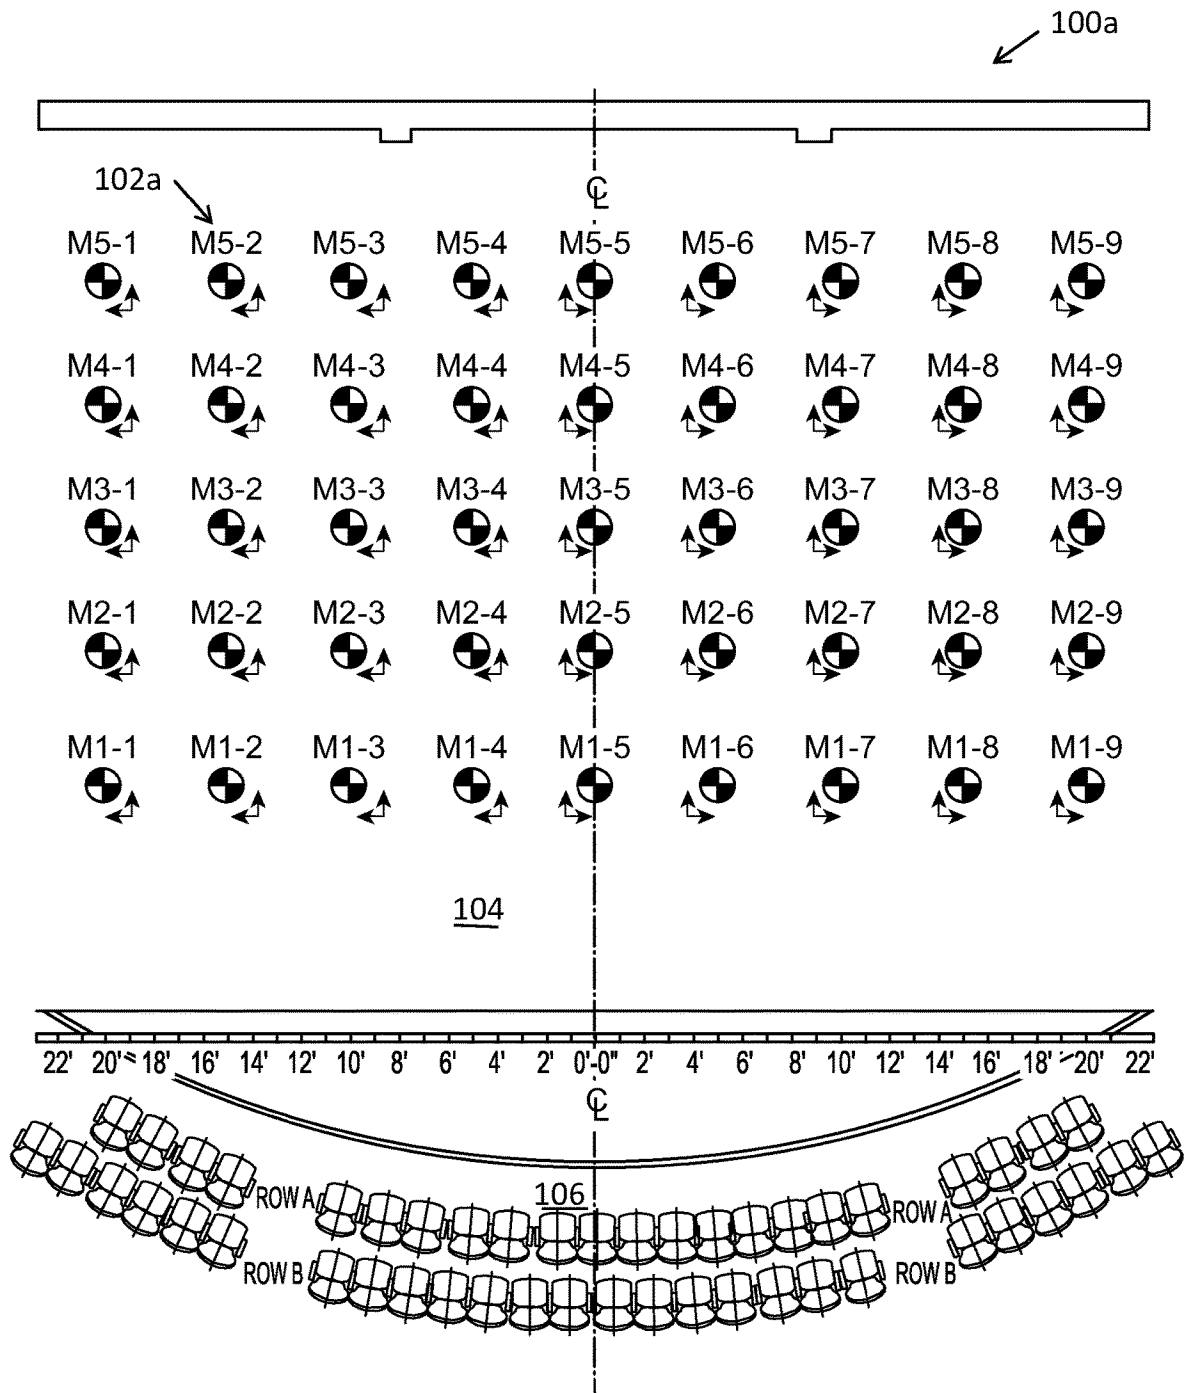 100a
102a
℄
M5-1 M5-2 M5-3 M5-4 M5-5 M5-6 M5-7 M5-8 M5-9
M4-1 M4-2 M4-3 M4-4 M4-5 M4-6 M4-7 M4-8 M4-9
M3-1 M3-2 M3-3 M3-4 M3-5 M3-6 M3-7 M3-8 M3-9
M2-1 M2-2 M2-3 M2-4 M2-5 M2-6 M2-7 M2-8 M2-9
M1-1 M1-2 M1-3 M1-4 M1-5 M1-6 M1-7 M1-8 M1-9
104
22' 20' 18' 16' 14' 12' 10' 8' 6' 4' 2' 0'-0" 2' 4' 6' 8' 10' 12' 14' 16' 18' 20' 22'
℄
ROW A 106 ROW A
ROW B ROW B